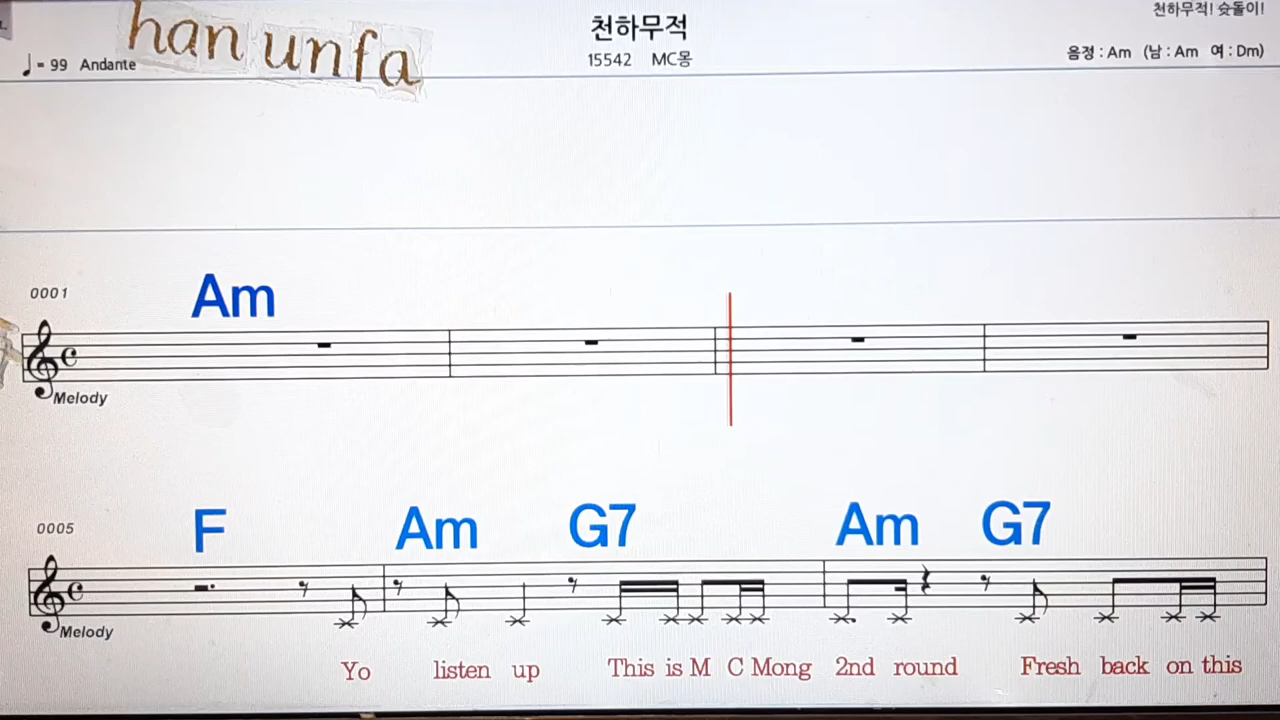 han unfa
천하무적
천하무적! 슛돌이!
♩= 99 Andante
15542 MC몽
음정 : Am (남 : Am 여 : Dm)
Am
0001
Melody
F Am G7 Am G7
0005
Melody
Yo listen up This is M C Mong 2nd round Fresh back on this